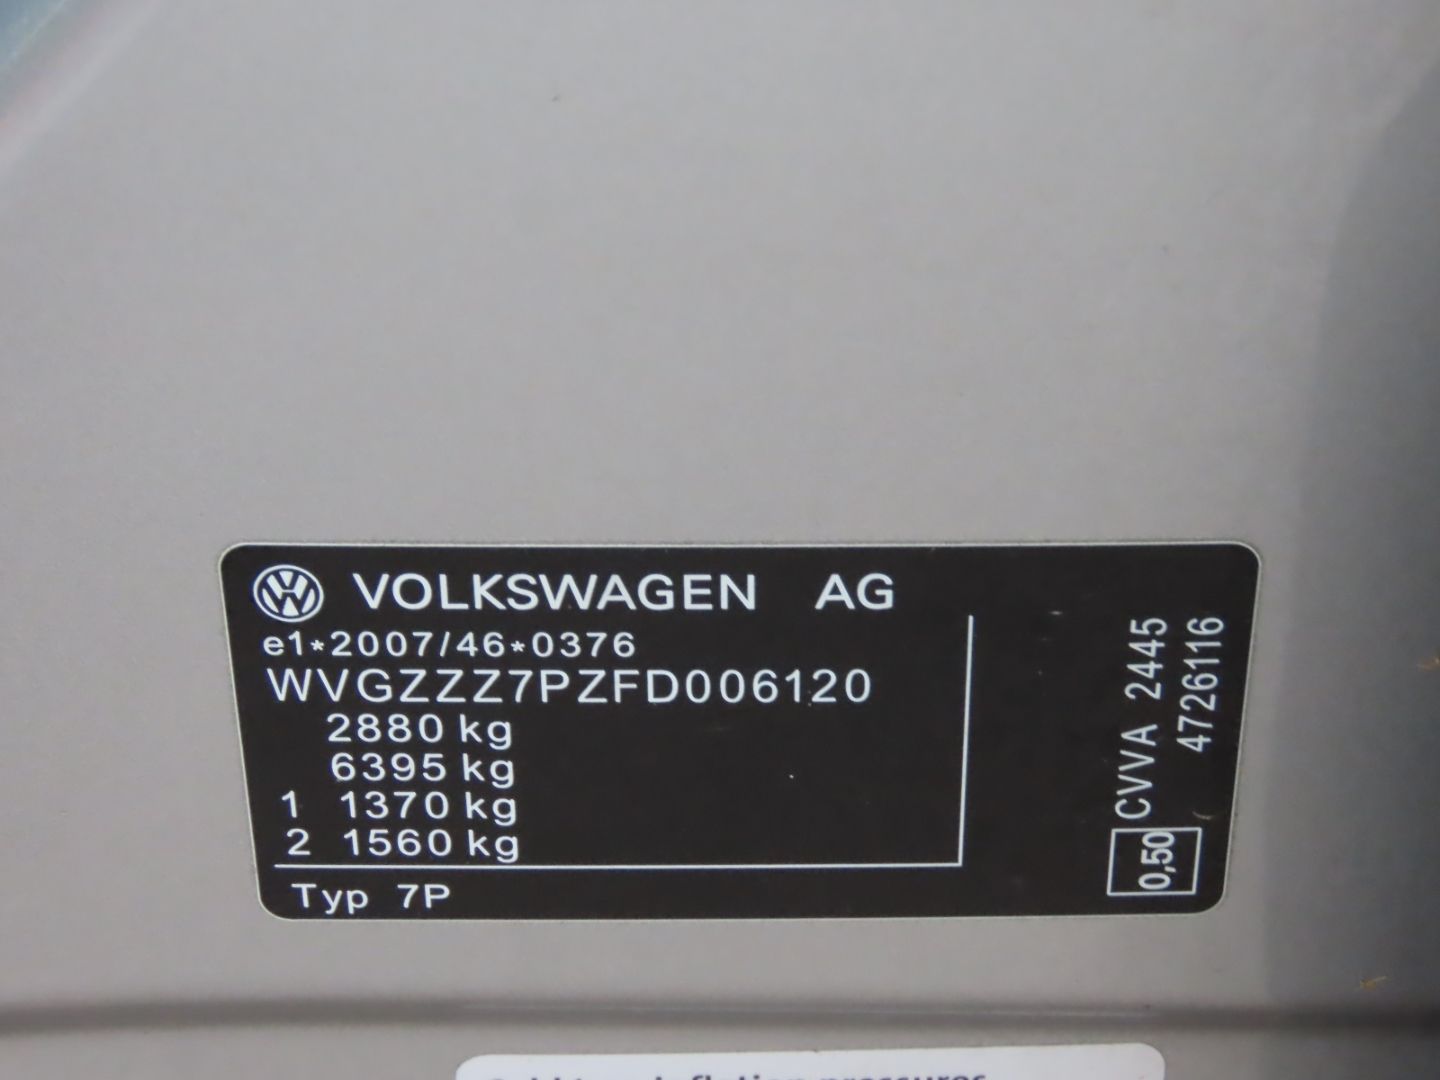 VOLKSWAGEN AG
e1*2007/46*0376
WVGZZZ7PZFD006120
2880 kg
6395 kg
1 1370 kg
2 1560 kg
Typ 7P
CVVA 2445
4726116
0,50